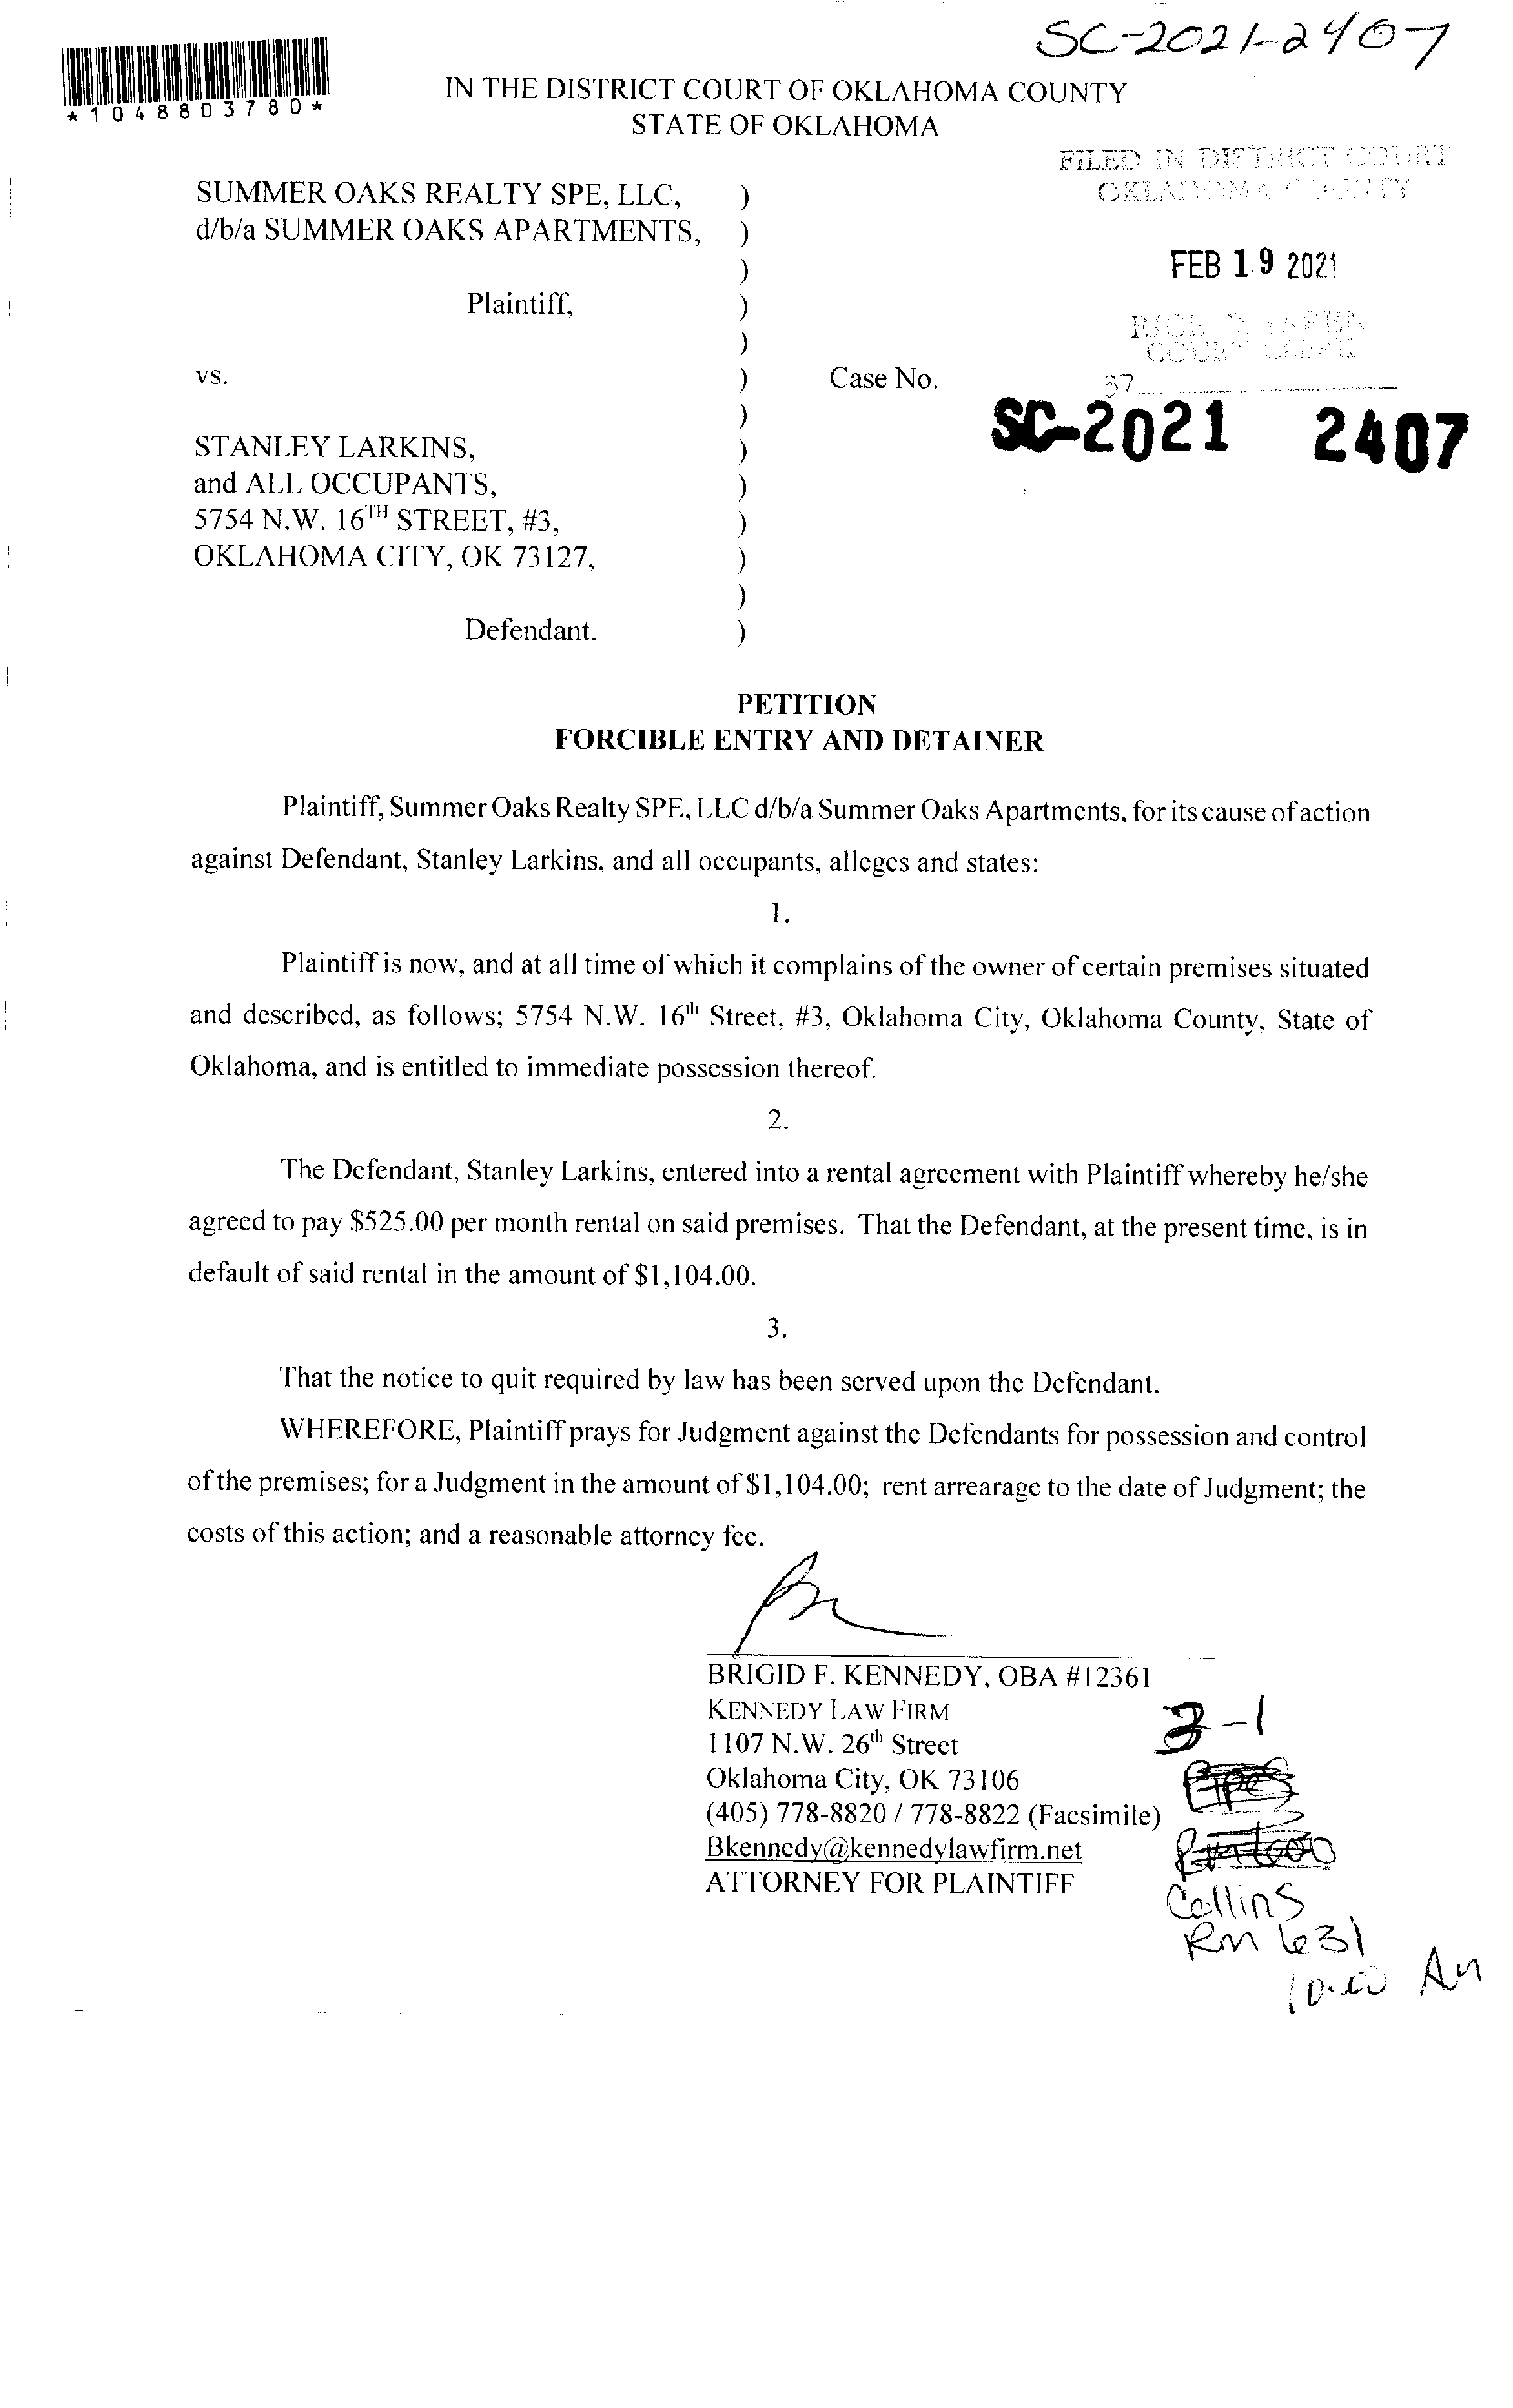 SC-2021-2407
*1048803780*
IN THE DISTRICT COURT OF OKLAHOMA COUNTY
STATE OF OKLAHOMA
FILED IN DISTRICT COURT
OKLAHOMA COUNTY
SUMMER OAKS REALTY SPE, LLC, )
d/b/a SUMMER OAKS APARTMENTS, )
)
FEB 19 2021
Plaintiff, )
)
RICK WARREN
COURT CLERK
vs. ) Case No.
37
)
SC-2021 2407
STANLEY LARKINS, )
and ALL OCCUPANTS, )
5754 N.W. 16TH STREET, #3, )
OKLAHOMA CITY, OK 73127, )
)
Defendant. )
PETITION
FORCIBLE ENTRY AND DETAINER
Plaintiff, Summer Oaks Realty SPE, LLC d/b/a Summer Oaks Apartments, for its cause of action
against Defendant, Stanley Larkins, and all occupants, alleges and states:
1.
Plaintiff is now, and at all time of which it complains of the owner of certain premises situated
and described, as follows; 5754 N.W. 16th Street, #3, Oklahoma City, Oklahoma County, State of
Oklahoma, and is entitled to immediate possession thereof.
2.
The Defendant, Stanley Larkins, entered into a rental agreement with Plaintiff whereby he/she
agreed to pay $525.00 per month rental on said premises. That the Defendant, at the present time, is in
default of said rental in the amount of $1,104.00.
3.
That the notice to quit required by law has been served upon the Defendant.
WHEREFORE, Plaintiff prays for Judgment against the Defendants for possession and control
of the premises; for a Judgment in the amount of $1,104.00; rent arrearage to the date of Judgment; the
costs of this action; and a reasonable attorney fee.
BRIGID F. KENNEDY, OBA #12361
KENNEDY LAW FIRM
1107 N.W. 26th Street
Oklahoma City, OK 73106
(405) 778-8820 / 778-8822 (Facsimile)
Bkennedy@kennedylawfirm.net
ATTORNEY FOR PLAINTIFF
3-1
Collins
Rm 631
10:00 AM